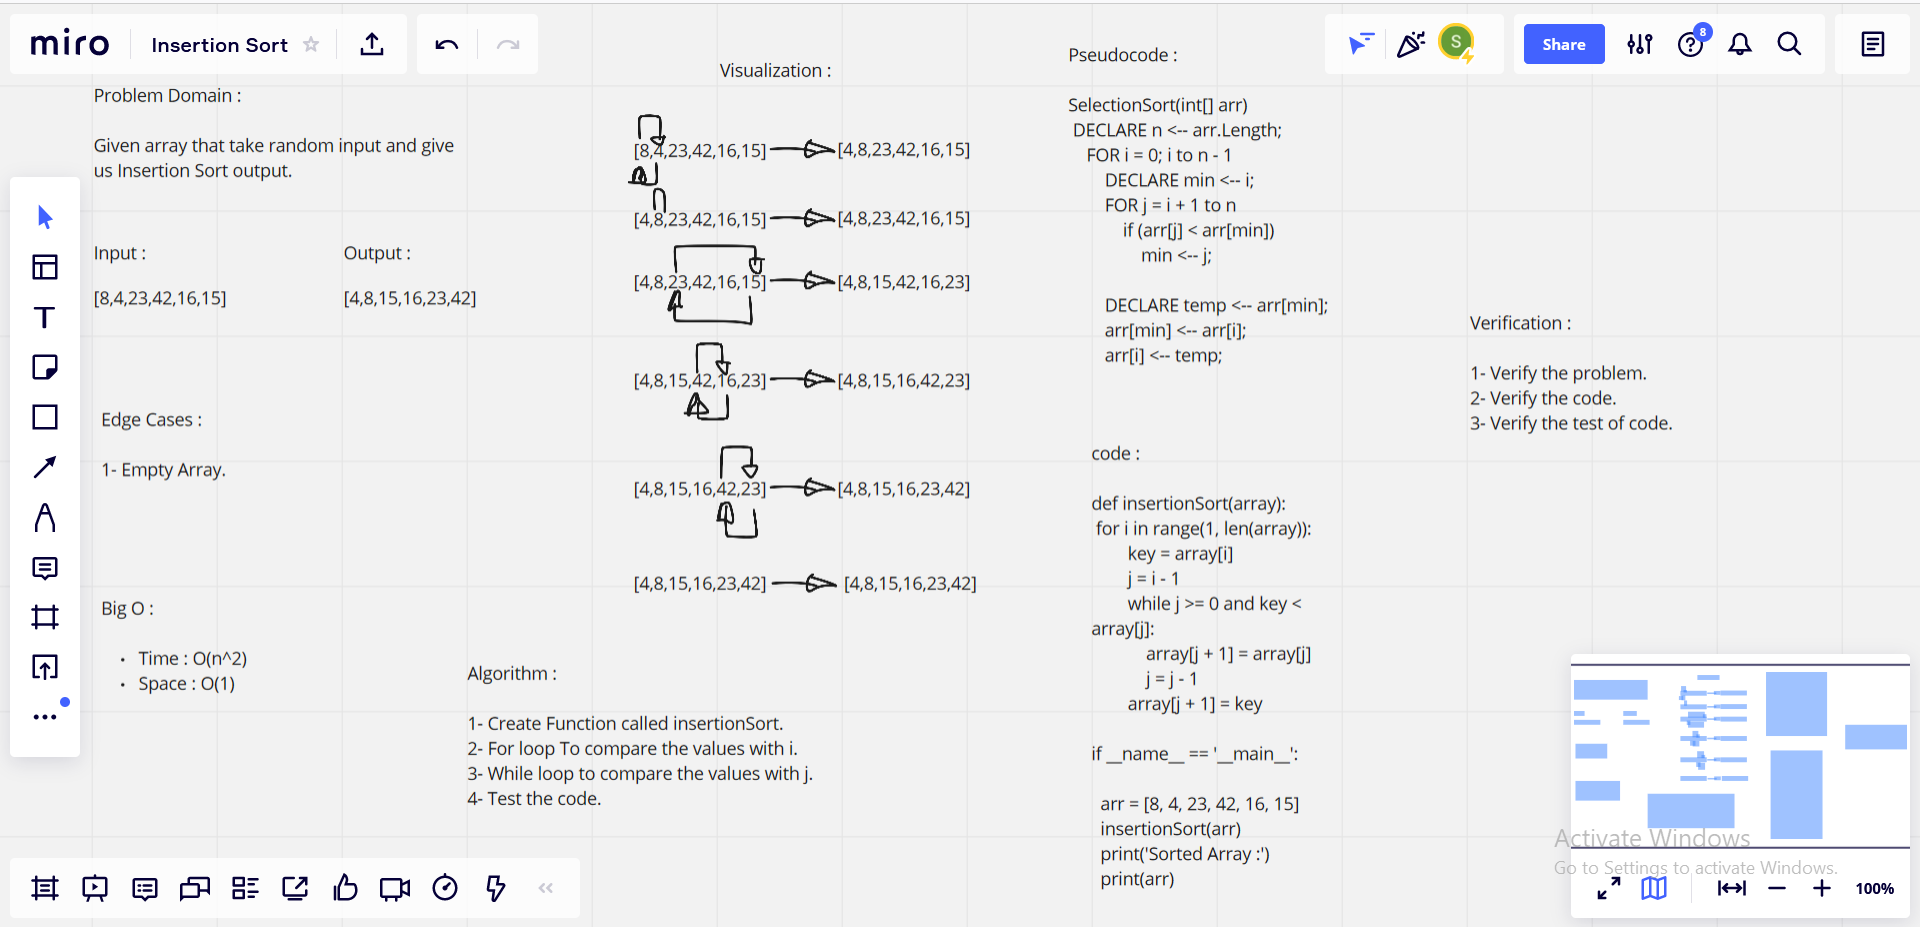 miro
Insertion Sort
Share
8
S
Problem Domain :
Given array that take random input and give
us Insertion Sort output.
Input :
[8,4,23,42,16,15]
Output :
[4,8,15,16,23,42]
Edge Cases :
1- Empty Array.
Big O :
• Time : O(n^2)
• Space : O(1)
Visualization :
[8,4,23,42,16,15] [4,8,23,42,16,15]
[4,8,23,42,16,15] [4,8,23,42,16,15]
[4,8,23,42,16,15] [4,8,15,42,16,23]
[4,8,15,42,16,23] [4,8,15,16,42,23]
[4,8,15,16,42,23] [4,8,15,16,23,42]
[4,8,15,16,23,42] [4,8,15,16,23,42]
Algorithm :
1- Create Function called insertionSort.
2- For loop To compare the values with i.
3- While loop to compare the values with j.
4- Test the code.
Pseudocode :
SelectionSort(int[] arr)
DECLARE n <-- arr.Length;
FOR i = 0; i to n - 1
DECLARE min <-- i;
FOR j = i + 1 to n
if (arr[j] < arr[min])
min <-- j;
DECLARE temp <-- arr[min];
arr[min] <-- arr[i];
arr[i] <-- temp;
code :
def insertionSort(array):
for i in range(1, len(array)):
key = array[i]
j = i - 1
while j >= 0 and key <
array[j]:
array[j + 1] = array[j]
j = j - 1
array[j + 1] = key
if __name__ == '__main__':
arr = [8, 4, 23, 42, 16, 15]
insertionSort(arr)
print('Sorted Array :')
print(arr)
Verification :
1- Verify the problem.
2- Verify the code.
3- Verify the test of code.
Activate Windows
Go to Settings to activate Windows.
100%